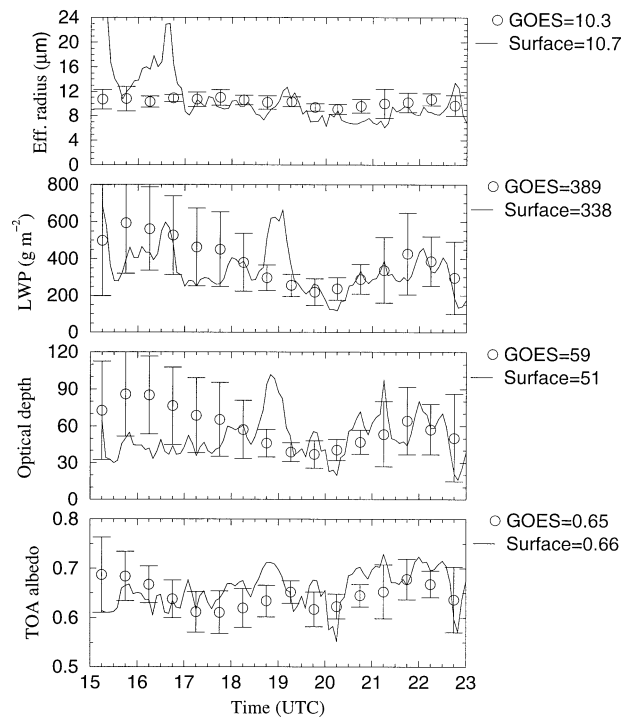 24
20
16
12
8
4
0
Eff. radius (μm)
GOES=10.3
Surface=10.7
800
600
400
200
0
LWP (g m⁻²)
GOES=389
Surface=338
120
90
60
30
0
Optical depth
GOES=59
Surface=51
0.8
0.7
0.6
0.5
TOA albedo
GOES=0.65
Surface=0.66
15 16 17 18 19 20 21 22 23
Time (UTC)